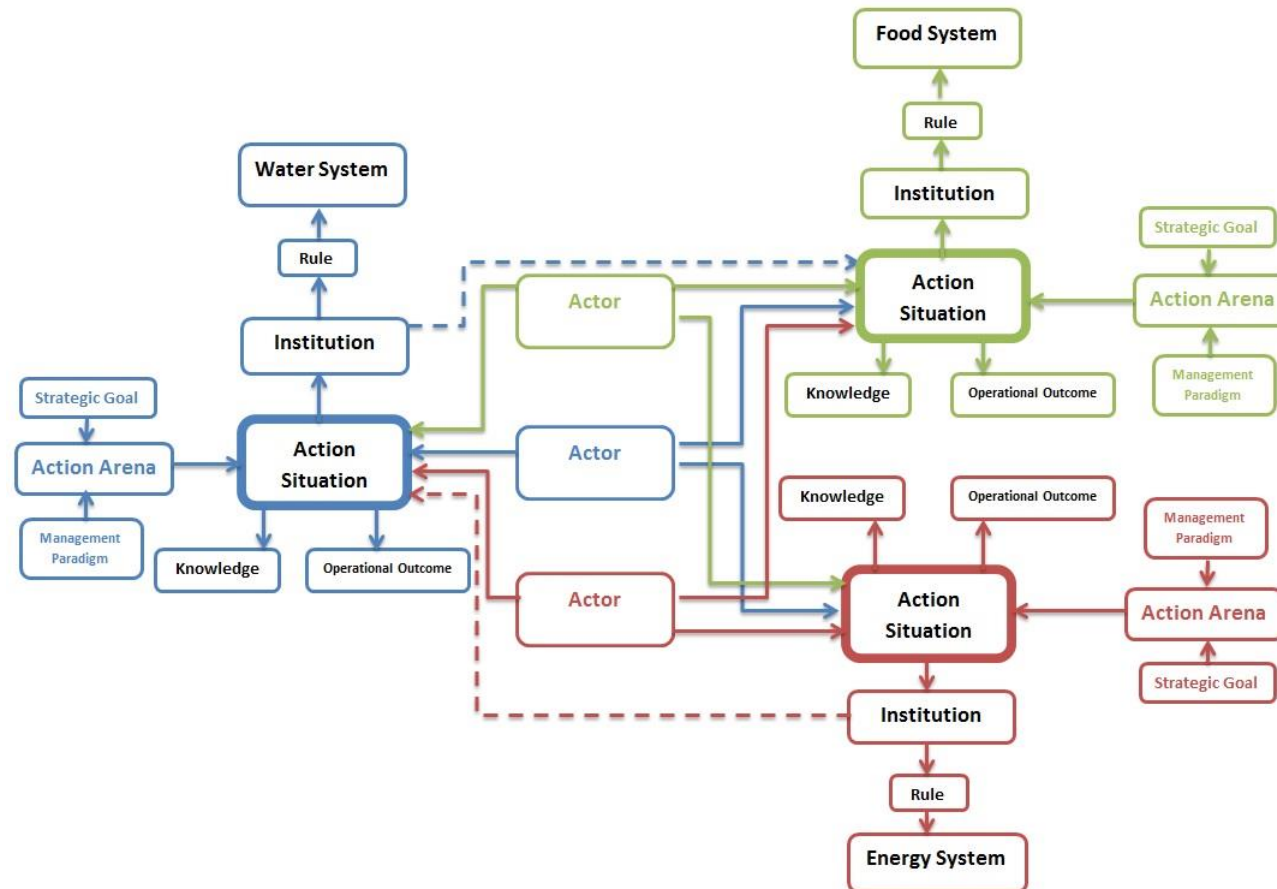 Food System
Rule
Institution
Strategic Goal
Action
Situation
Action Arena
Management
Paradigm
Knowledge
Operational Outcome
Water System
Rule
Institution
Strategic Goal
Action
Situation
Action Arena
Management
Paradigm
Knowledge
Operational Outcome
Actor
Actor
Actor
Knowledge
Operational Outcome
Management
Paradigm
Action
Situation
Action Arena
Strategic Goal
Institution
Rule
Energy System